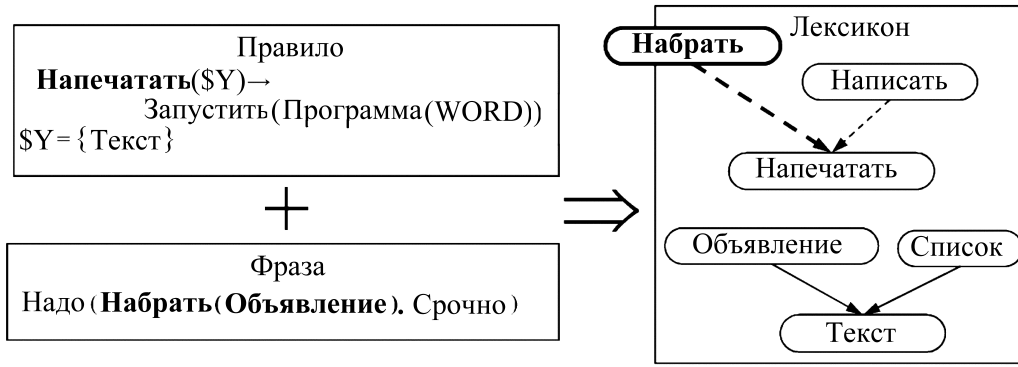 Правило
Напечатать($Y)→
Запустить(Программа(WORD))
$Y={Текст}
Фраза
Надо(Набрать(Объявление). Срочно)
Лексикон
Набрать
Написать
Напечатать
Объявление
Список
Текст